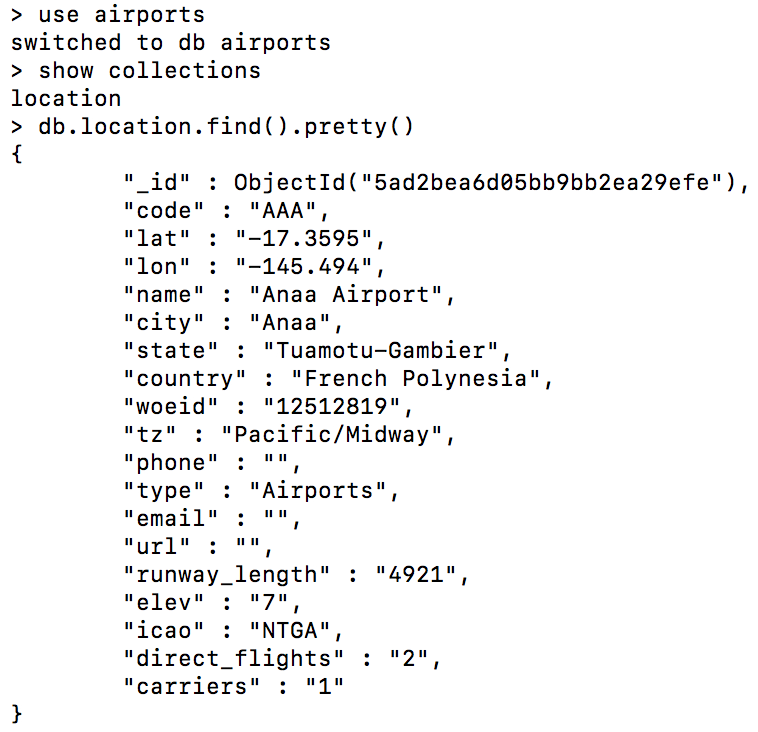 > use airports
switched to db airports
> show collections
location
> db.location.find().pretty()
{
        "_id" : ObjectId("5ad2bea6d05bb9bb2ea29efe"),
        "code" : "AAA",
        "lat" : "-17.3595",
        "lon" : "-145.494",
        "name" : "Anaa Airport",
        "city" : "Anaa",
        "state" : "Tuamotu-Gambier",
        "country" : "French Polynesia",
        "woeid" : "12512819",
        "tz" : "Pacific/Midway",
        "phone" : "",
        "type" : "Airports",
        "email" : "",
        "url" : "",
        "runway_length" : "4921",
        "elev" : "7",
        "icao" : "NTGA",
        "direct_flights" : "2",
        "carriers" : "1"
}